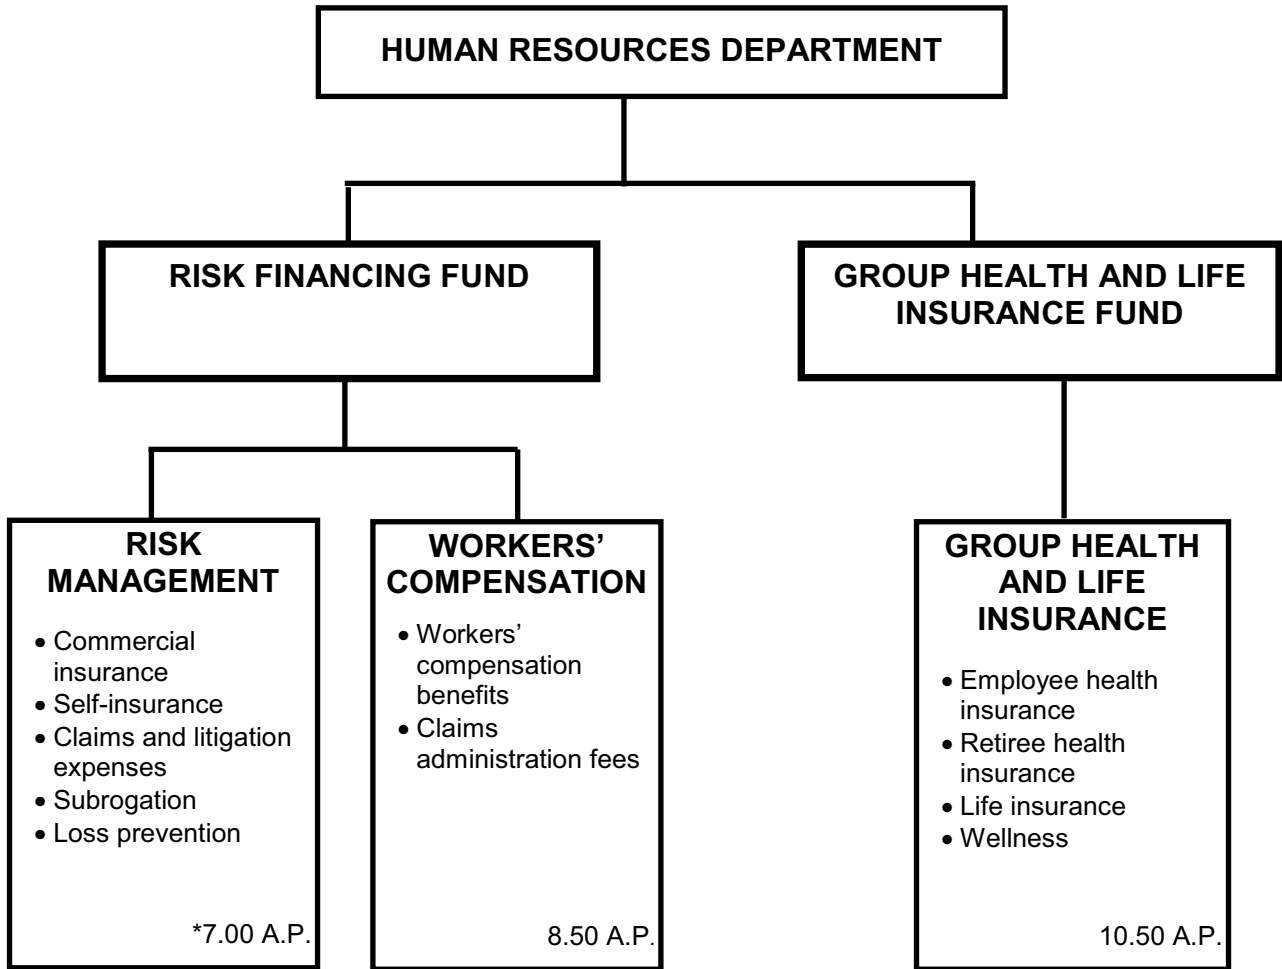 HUMAN RESOURCES DEPARTMENT
RISK FINANCING FUND
GROUP HEALTH AND LIFE
INSURANCE FUND
RISK
MANAGEMENT
• Commercial
insurance
• Self-insurance
• Claims and litigation
expenses
• Subrogation
• Loss prevention
*7.00 A.P.
WORKERS’
COMPENSATION
• Workers’
compensation
benefits
• Claims
administration fees
8.50 A.P.
GROUP HEALTH
AND LIFE
INSURANCE
• Employee health
insurance
• Retiree health
insurance
• Life insurance
• Wellness
10.50 A.P.